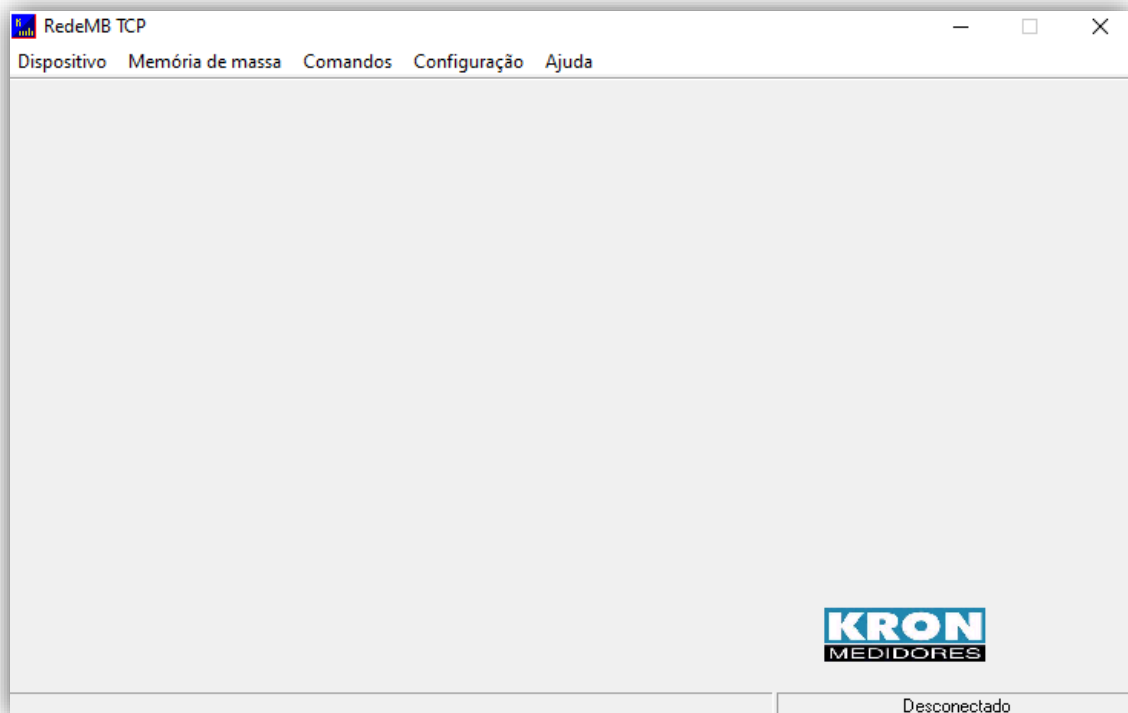 RedeMB TCP
Dispositivo Memória de massa Comandos Configuração Ajuda
KRON
MEDIDORES
Desconectado